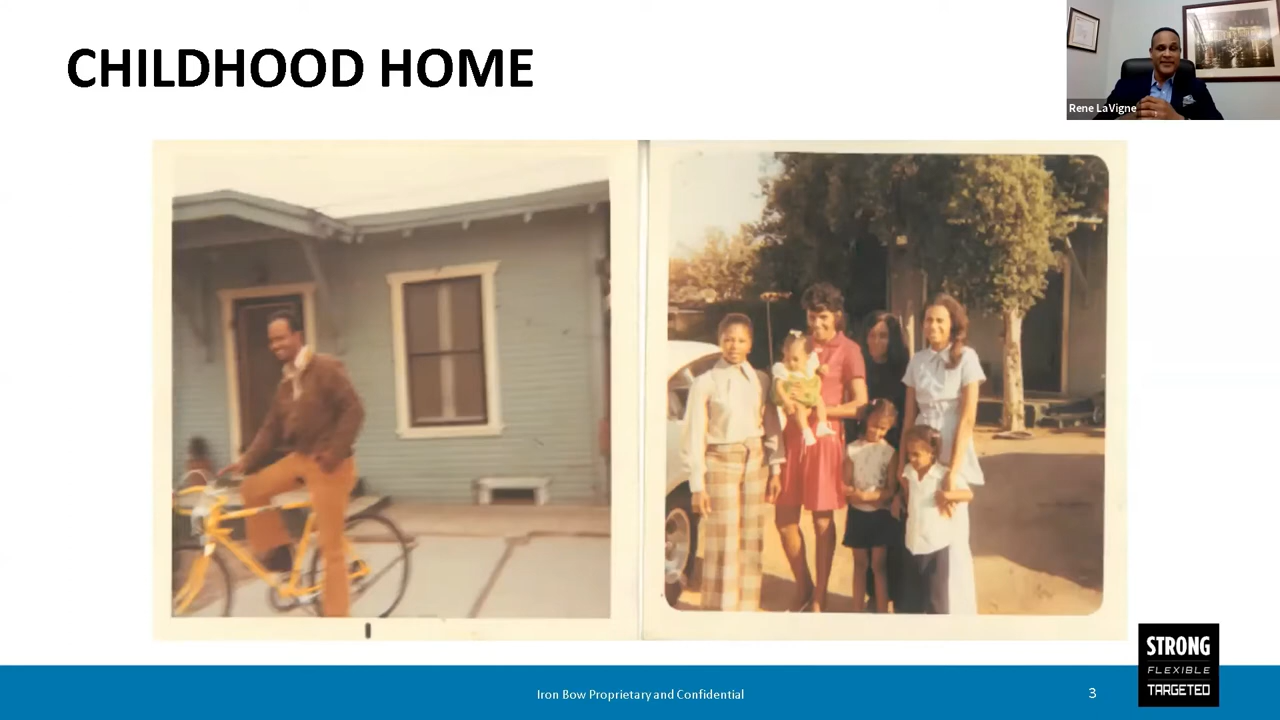 CHILDHOOD HOME
Rene LaVigne
Iron Bow Proprietary and Confidential
3
STRONG
FLEXIBLE
TARGETED